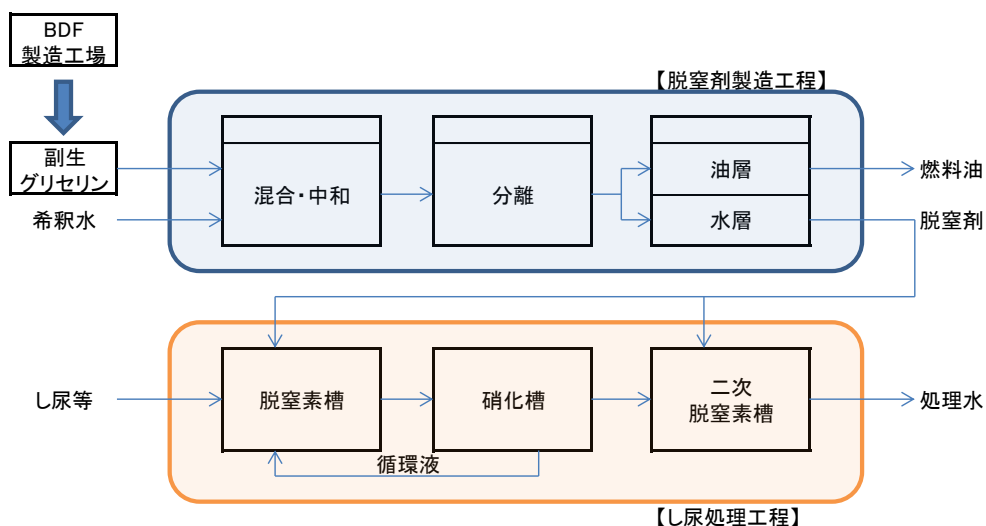 BDF
製造工場
【脱窒剤製造工程】
副生
グリセリン
希釈水
混合・中和
分離
油層
水層
燃料油
脱窒剤
し尿等
脱窒素槽
硝化槽
二次
脱窒素槽
処理水
循環液
【し尿処理工程】